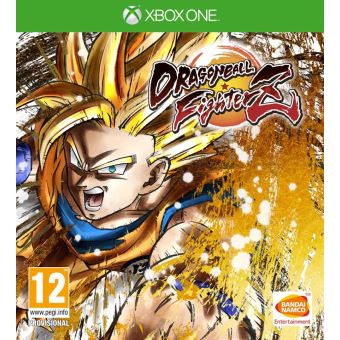 XBOX ONE
DRAGONBALL
FighterZ
12
www.pegi.info
PROVISIONAL
BANDAI
NAMCO
Entertainment